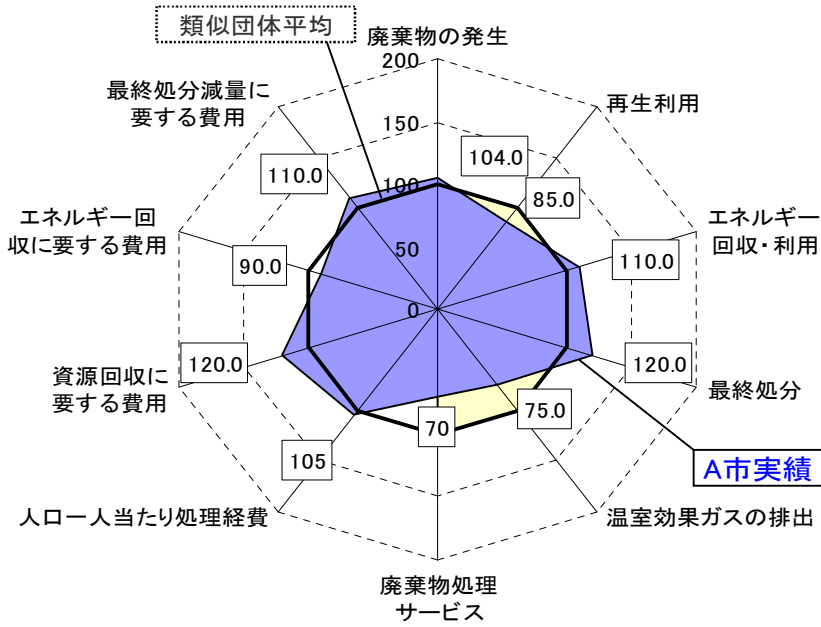 類似団体平均
廃棄物の発生
200
最終処分減量に
要する費用
再生利用
150
104.0
110.0
100
85.0
エネルギー回
収に要する費用
エネルギー
回収・利用
50
90.0
110.0
0
120.0
120.0
資源回収に
要する費用
最終処分
75.0
70
105
A市実績
人口一人当たり処理経費
温室効果ガスの排出
廃棄物処理
サービス